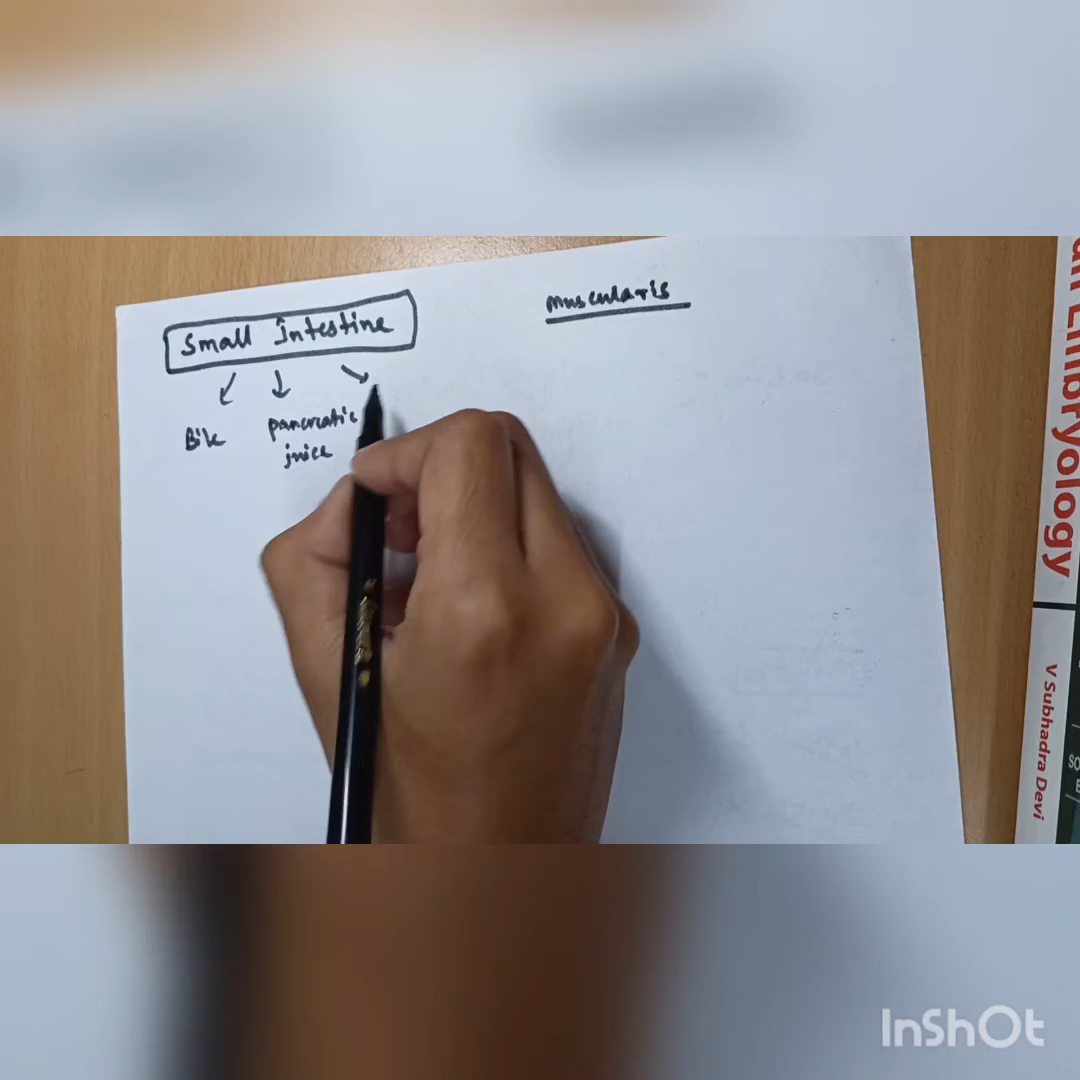 Small Intestine
muscularis
Bile
pancreatic
juice
Embryology
V Subhadra Devi
InShOt